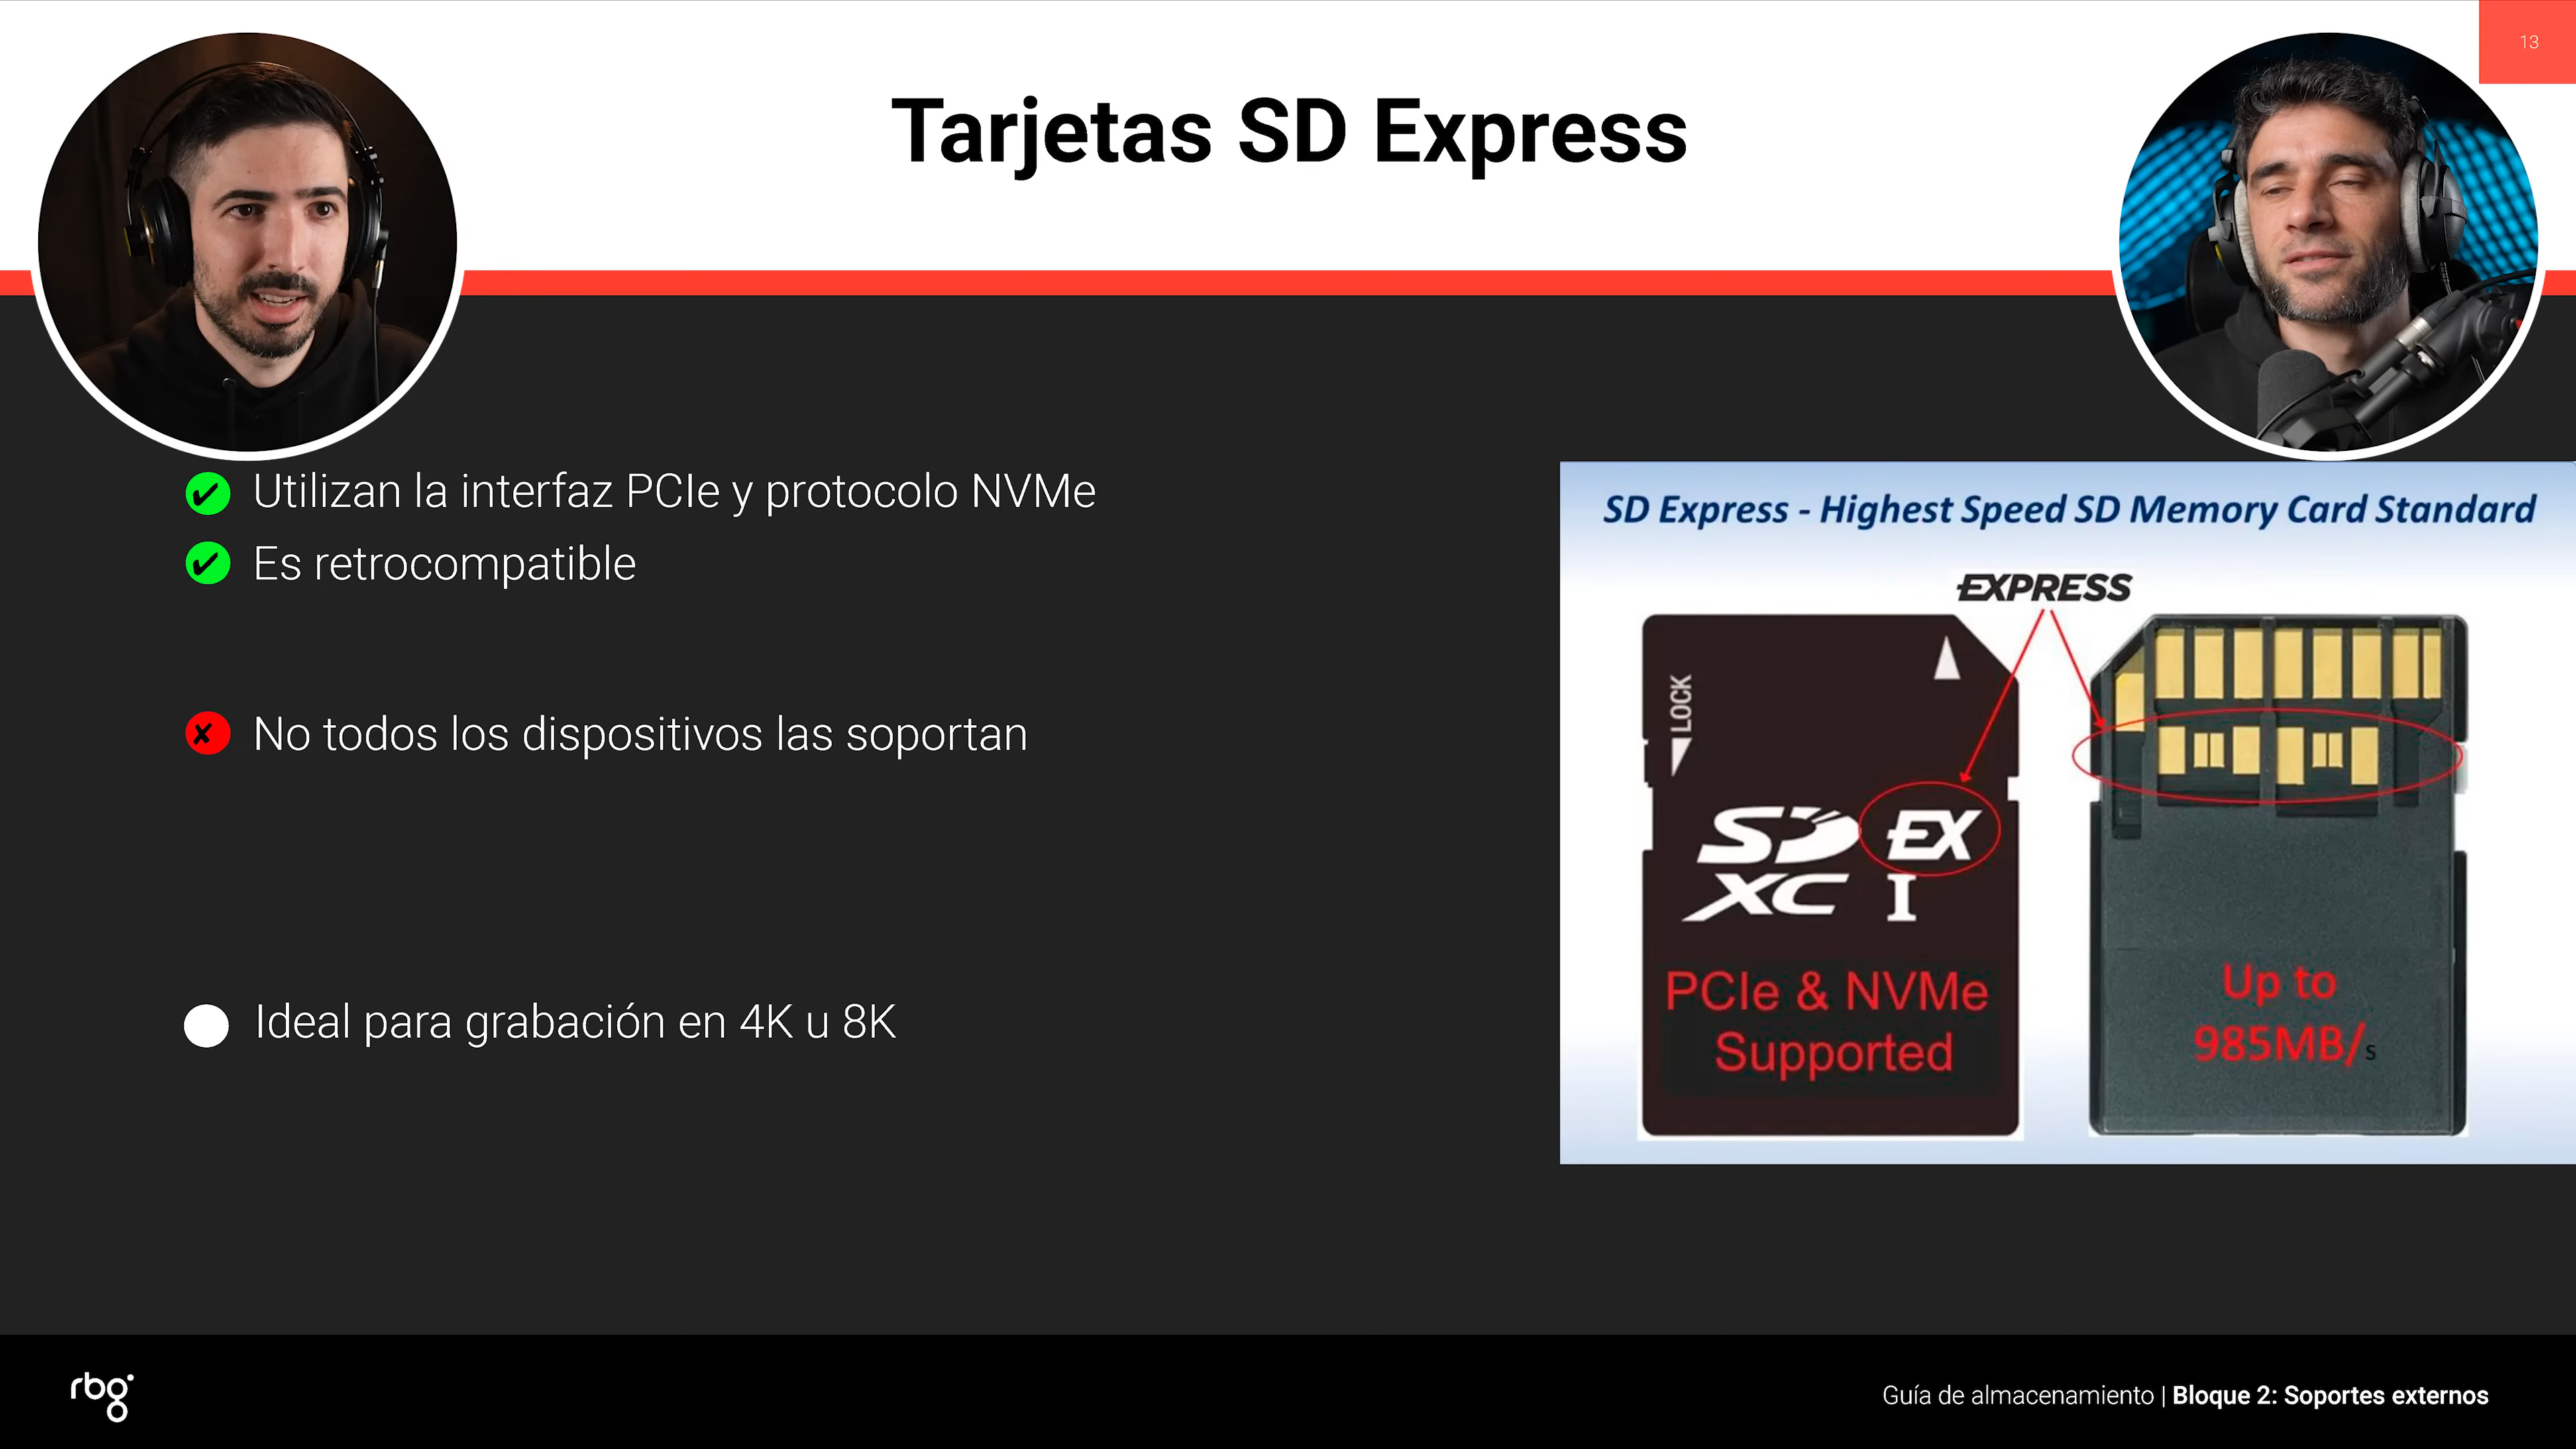 13
Tarjetas SD Express
Utilizan la interfaz PCIe y protocolo NVMe
Es retrocompatible
No todos los dispositivos las soportan
Ideal para grabación en 4K u 8K
SD Express - Highest Speed SD Memory Card Standard
EXPRESS
LOCK
SD EX
XC I
PCIe & NVMe
Supported
Up to
985MB/s
rbg
Guía de almacenamiento | Bloque 2: Soportes externos